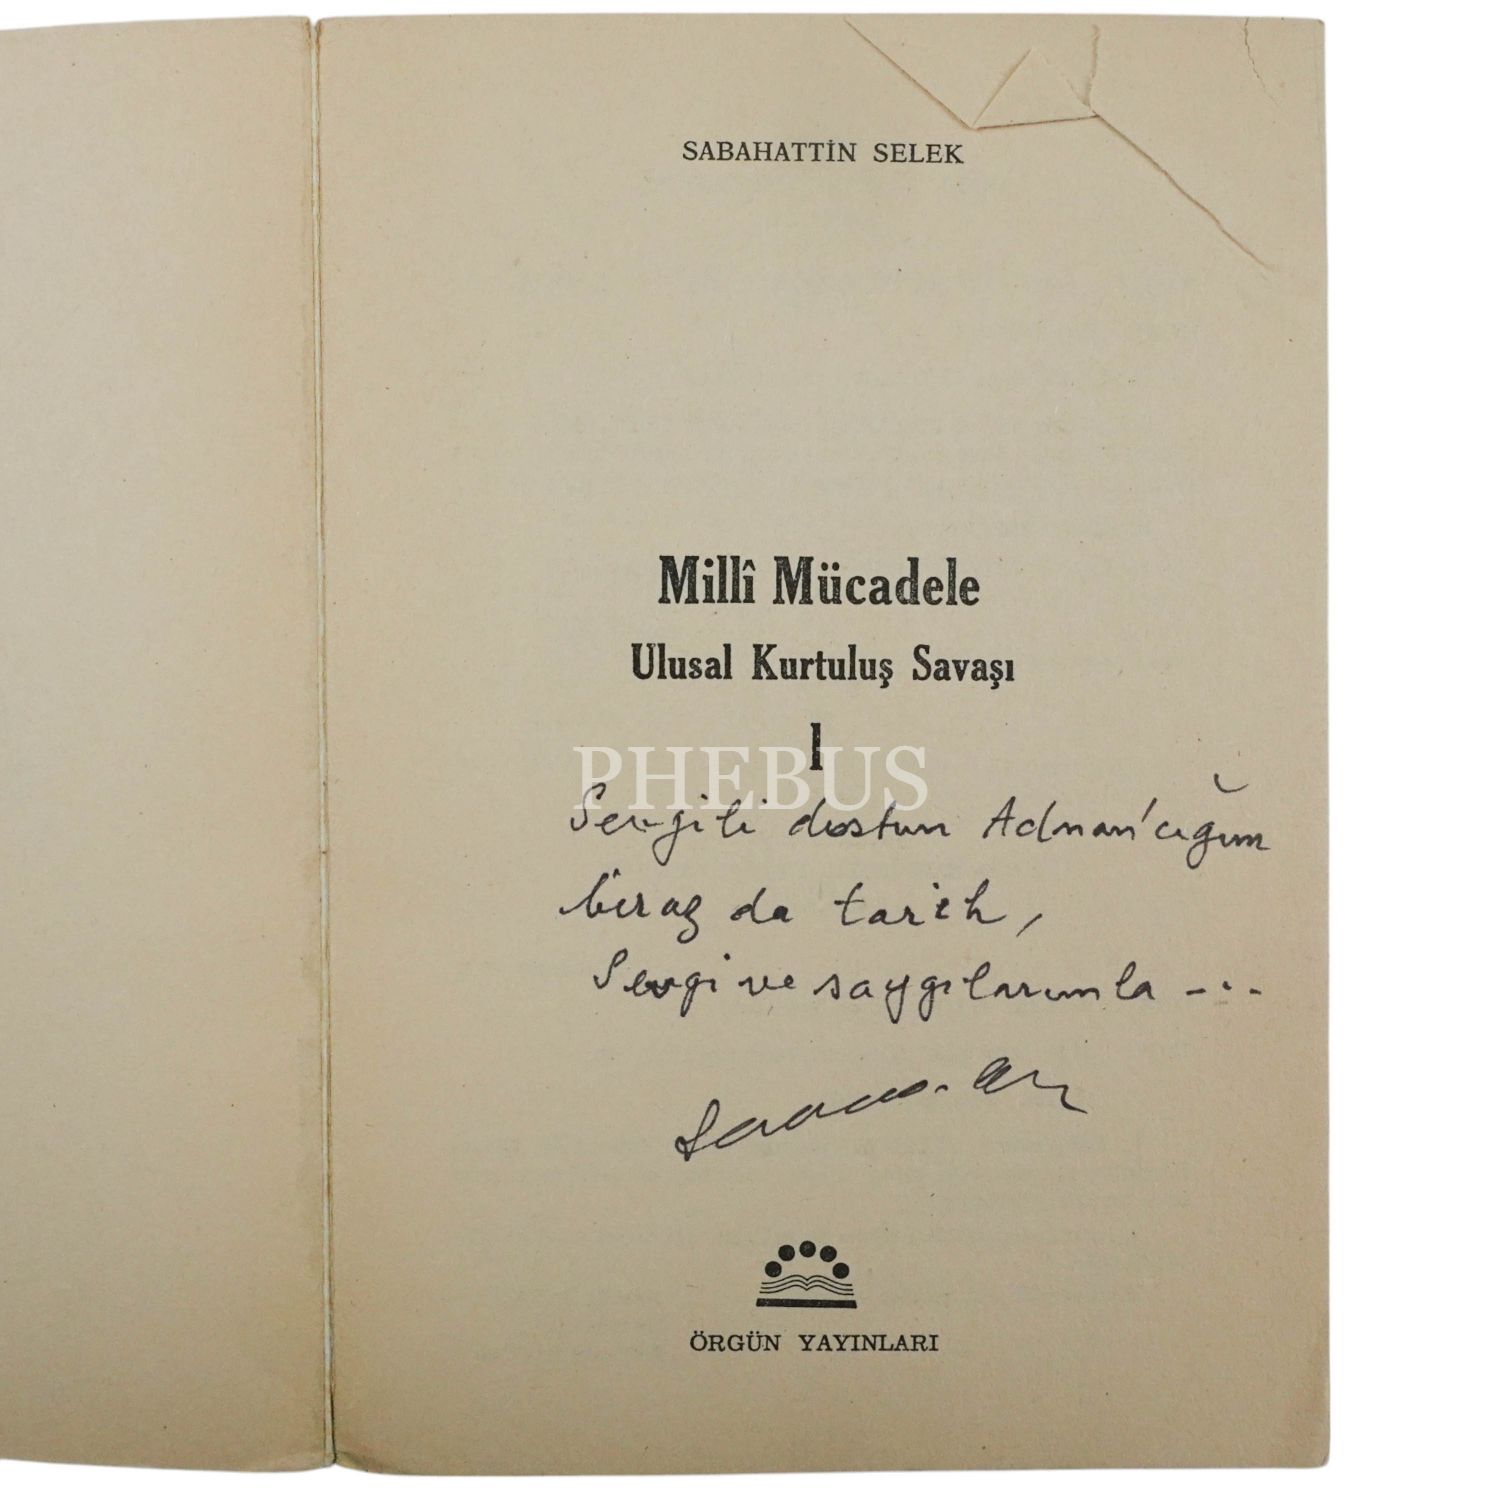 SABAHATTİN SELEK
Millî Mücadele
Ulusal Kurtuluş Savaşı
I
PHEBUS
Sevgili dostum Adnan'cığım
biraz da tarih,
Sevgi ve saygılarımla ---
ÖRGÜN YAYINLARI